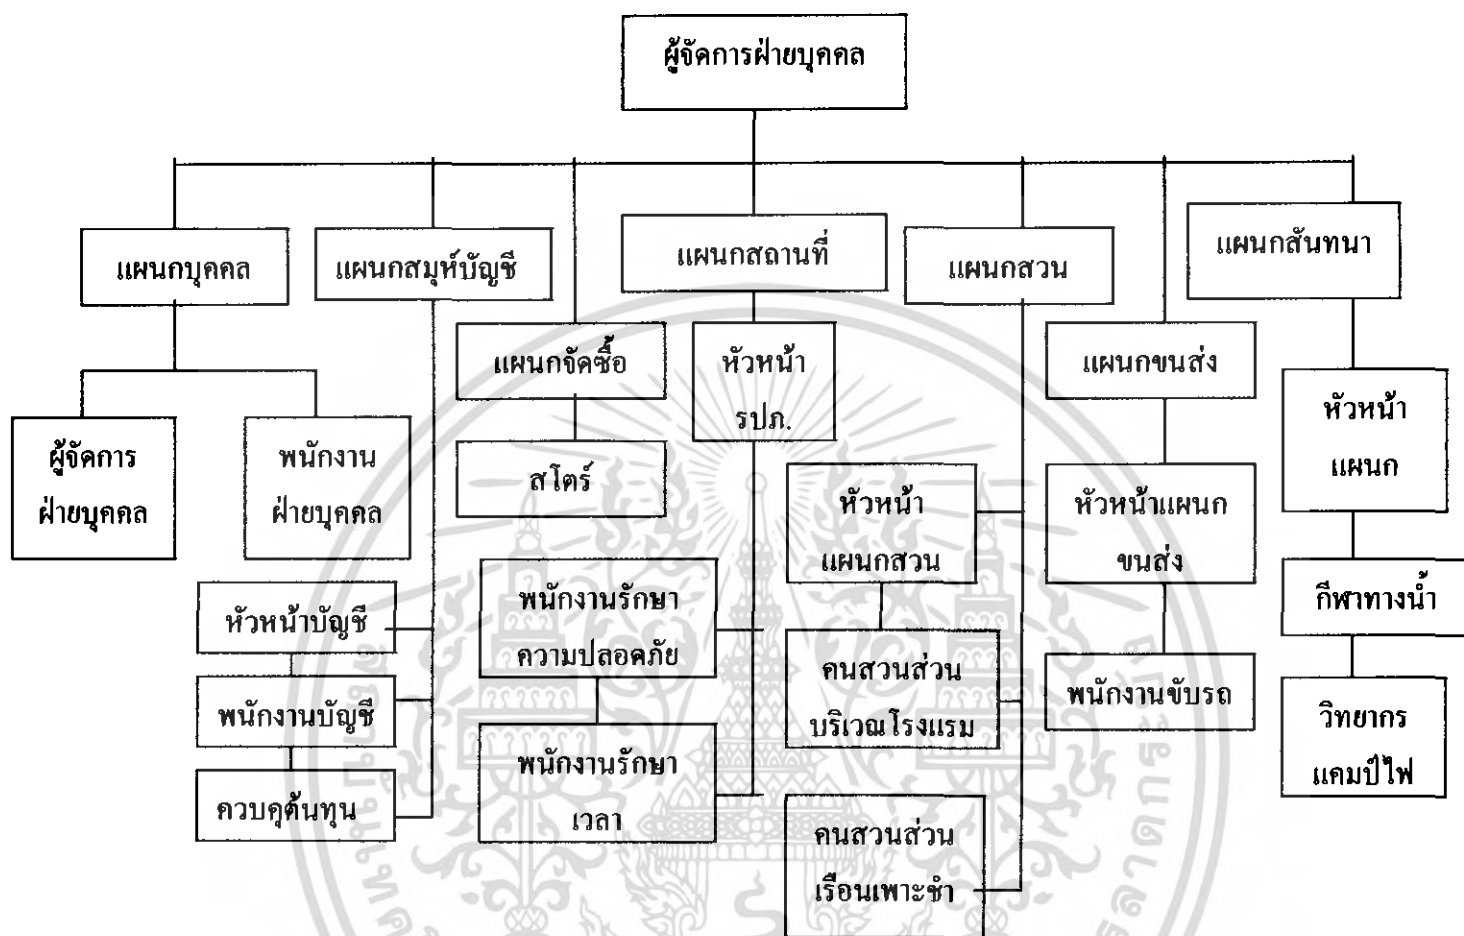 ผู้จัดการฝ่ายบุคคล
แผนกบุคคล
แผนกสมุห์บัญชี
แผนกสถานที่
แผนกสวน
แผนกสันทนา
แผนกจัดซื้อ
หัวหน้า
รปภ.
แผนกขนส่ง
หัวหน้า
แผนก
ผู้จัดการ
ฝ่ายบุคคล
พนักงาน
ฝ่ายบุคคล
สโตร์
หัวหน้า
แผนกสวน
หัวหน้าแผนก
ขนส่ง
หัวหน้าบัญชี
พนักงานรักษา
ความปลอดภัย
กีฬาทางน้ำ
พนักงานบัญชี
คนสวนส่วน
บริเวณโรงแรม
พนักงานขับรถ
วิทยากร
แคมป์ไฟ
ควบคุต้นทุน
พนักงานรักษา
เวลา
คนสวนส่วน
เรือนเพาะชำ